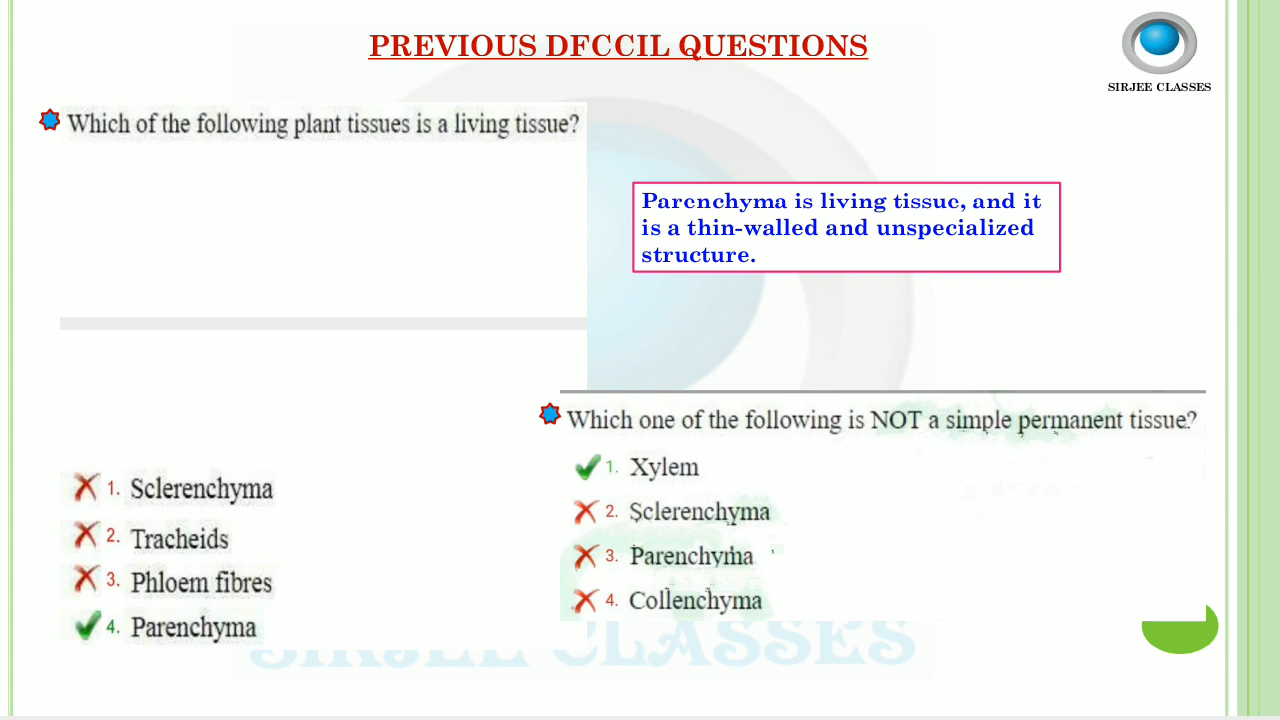 PREVIOUS DFCCIL QUESTIONS
SIRJEE CLASSES
Which of the following plant tissues is a living tissue?
Parenchyma is living tissue, and it
is a thin-walled and unspecialized
structure.
1. Sclerenchyma
2. Tracheids
3. Phloem fibres
4. Parenchyma
Which one of the following is NOT a simple permanent tissue?
1. Xylem
2. Sclerenchyma
3. Parenchyma
4. Collenchyma
SIRJEE CLASSES